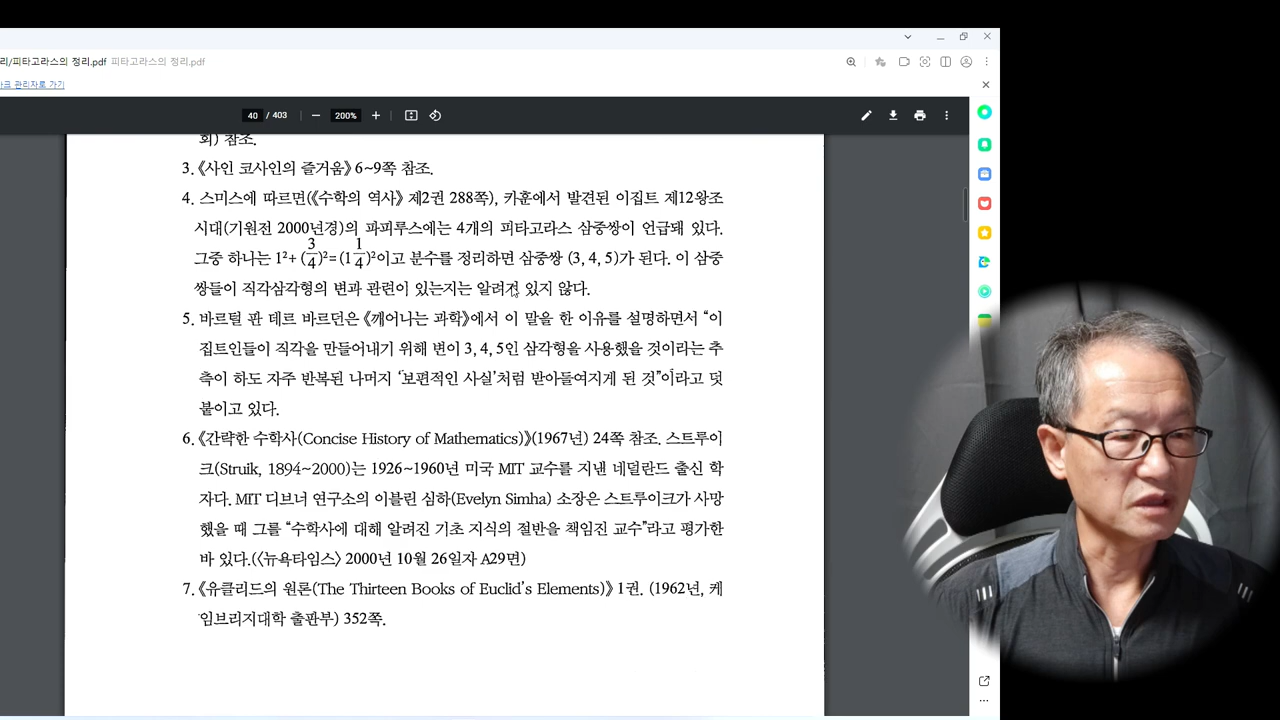 리/피타고라스의 정리.pdf 피타고라스의 정리.pdf
크 관리자로 가기
40 / 403 200%
회) 참조.
3. 《사인 코사인의 즐거움》 6~9쪽 참조.
4. 스미스에 따르면(《수학의 역사》 제2권 288쪽), 카훈에서 발견된 이집트 제12왕조
시대(기원전 2000년경)의 파피루스에는 4개의 피타고라스 삼중쌍이 언급돼 있다.
그중 하나는 1²+(3/4)²=(1 1/4)²이고 분수를 정리하면 삼중쌍 (3, 4, 5)가 된다. 이 삼중
쌍들이 직각삼각형의 변과 관련이 있는지는 알려져 있지 않다.
5. 바르털 판 데르 바르던은 《깨어나는 과학》에서 이 말을 한 이유를 설명하면서 “이
집트인들이 직각을 만들어내기 위해 변이 3, 4, 5인 삼각형을 사용했을 것이라는 추
측이 하도 자주 반복된 나머지 ‘보편적인 사실’처럼 받아들여지게 된 것”이라고 덧
붙이고 있다.
6. 《간략한 수학사(Concise History of Mathematics)》(1967년) 24쪽 참조. 스트루이
크(Struik, 1894~2000)는 1926~1960년 미국 MIT 교수를 지낸 네덜란드 출신 학
자다. MIT 디브너 연구소의 이블린 심하(Evelyn Simha) 소장은 스트루이크가 사망
했을 때 그를 “수학사에 대해 알려진 기초 지식의 절반을 책임진 교수”라고 평가한
바 있다.(〈뉴욕타임스〉 2000년 10월 26일자 A29면)
7. 《유클리드의 원론(The Thirteen Books of Euclid's Elements)》 1권. (1962년, 케
임브리지대학 출판부) 352쪽.